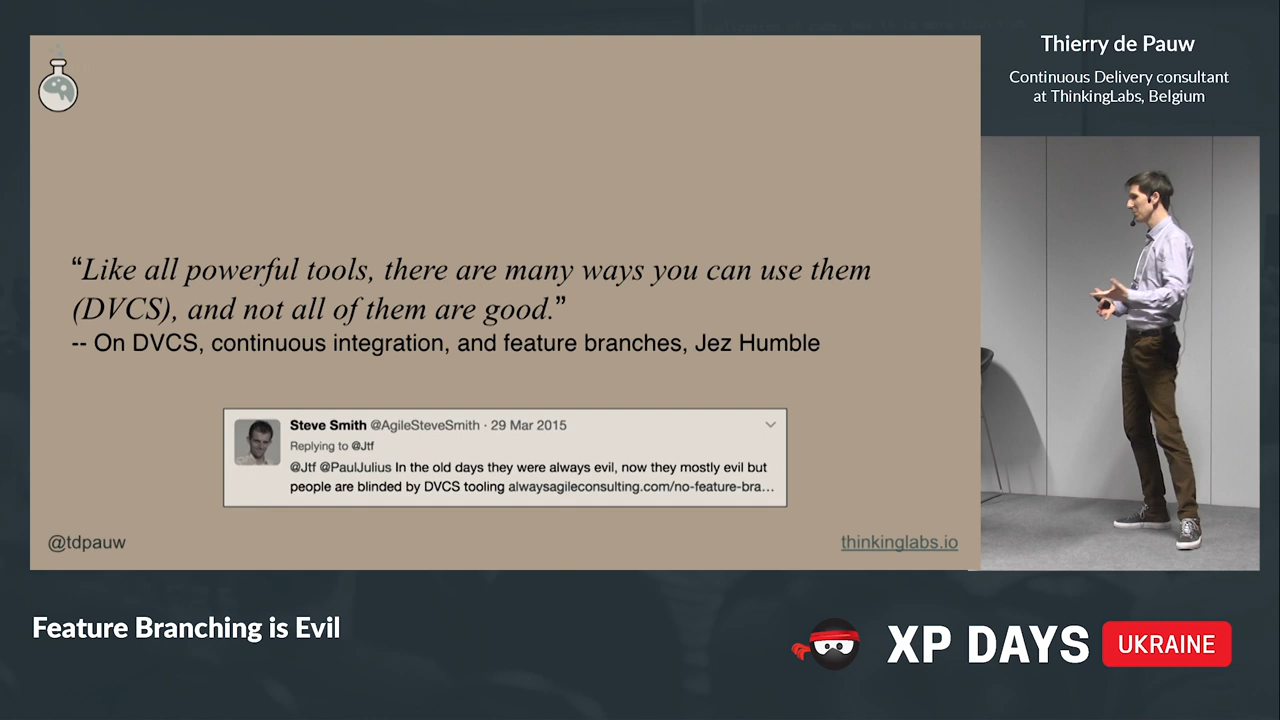 Thierry de Pauw
Continuous Delivery consultant
at ThinkingLabs, Belgium
“Like all powerful tools, there are many ways you can use them
(DVCS), and not all of them are good.”
-- On DVCS, continuous integration, and feature branches, Jez Humble
Steve Smith @AgileSteveSmith · 29 Mar 2015
Replying to @Jtf
@Jtf @PaulJulius In the old days they were always evil, now they mostly evil but
people are blinded by DVCS tooling alwaysagileconsulting.com/no-feature-bra...
@tdpauw
thinkinglabs.io
Feature Branching is Evil
XP DAYS UKRAINE